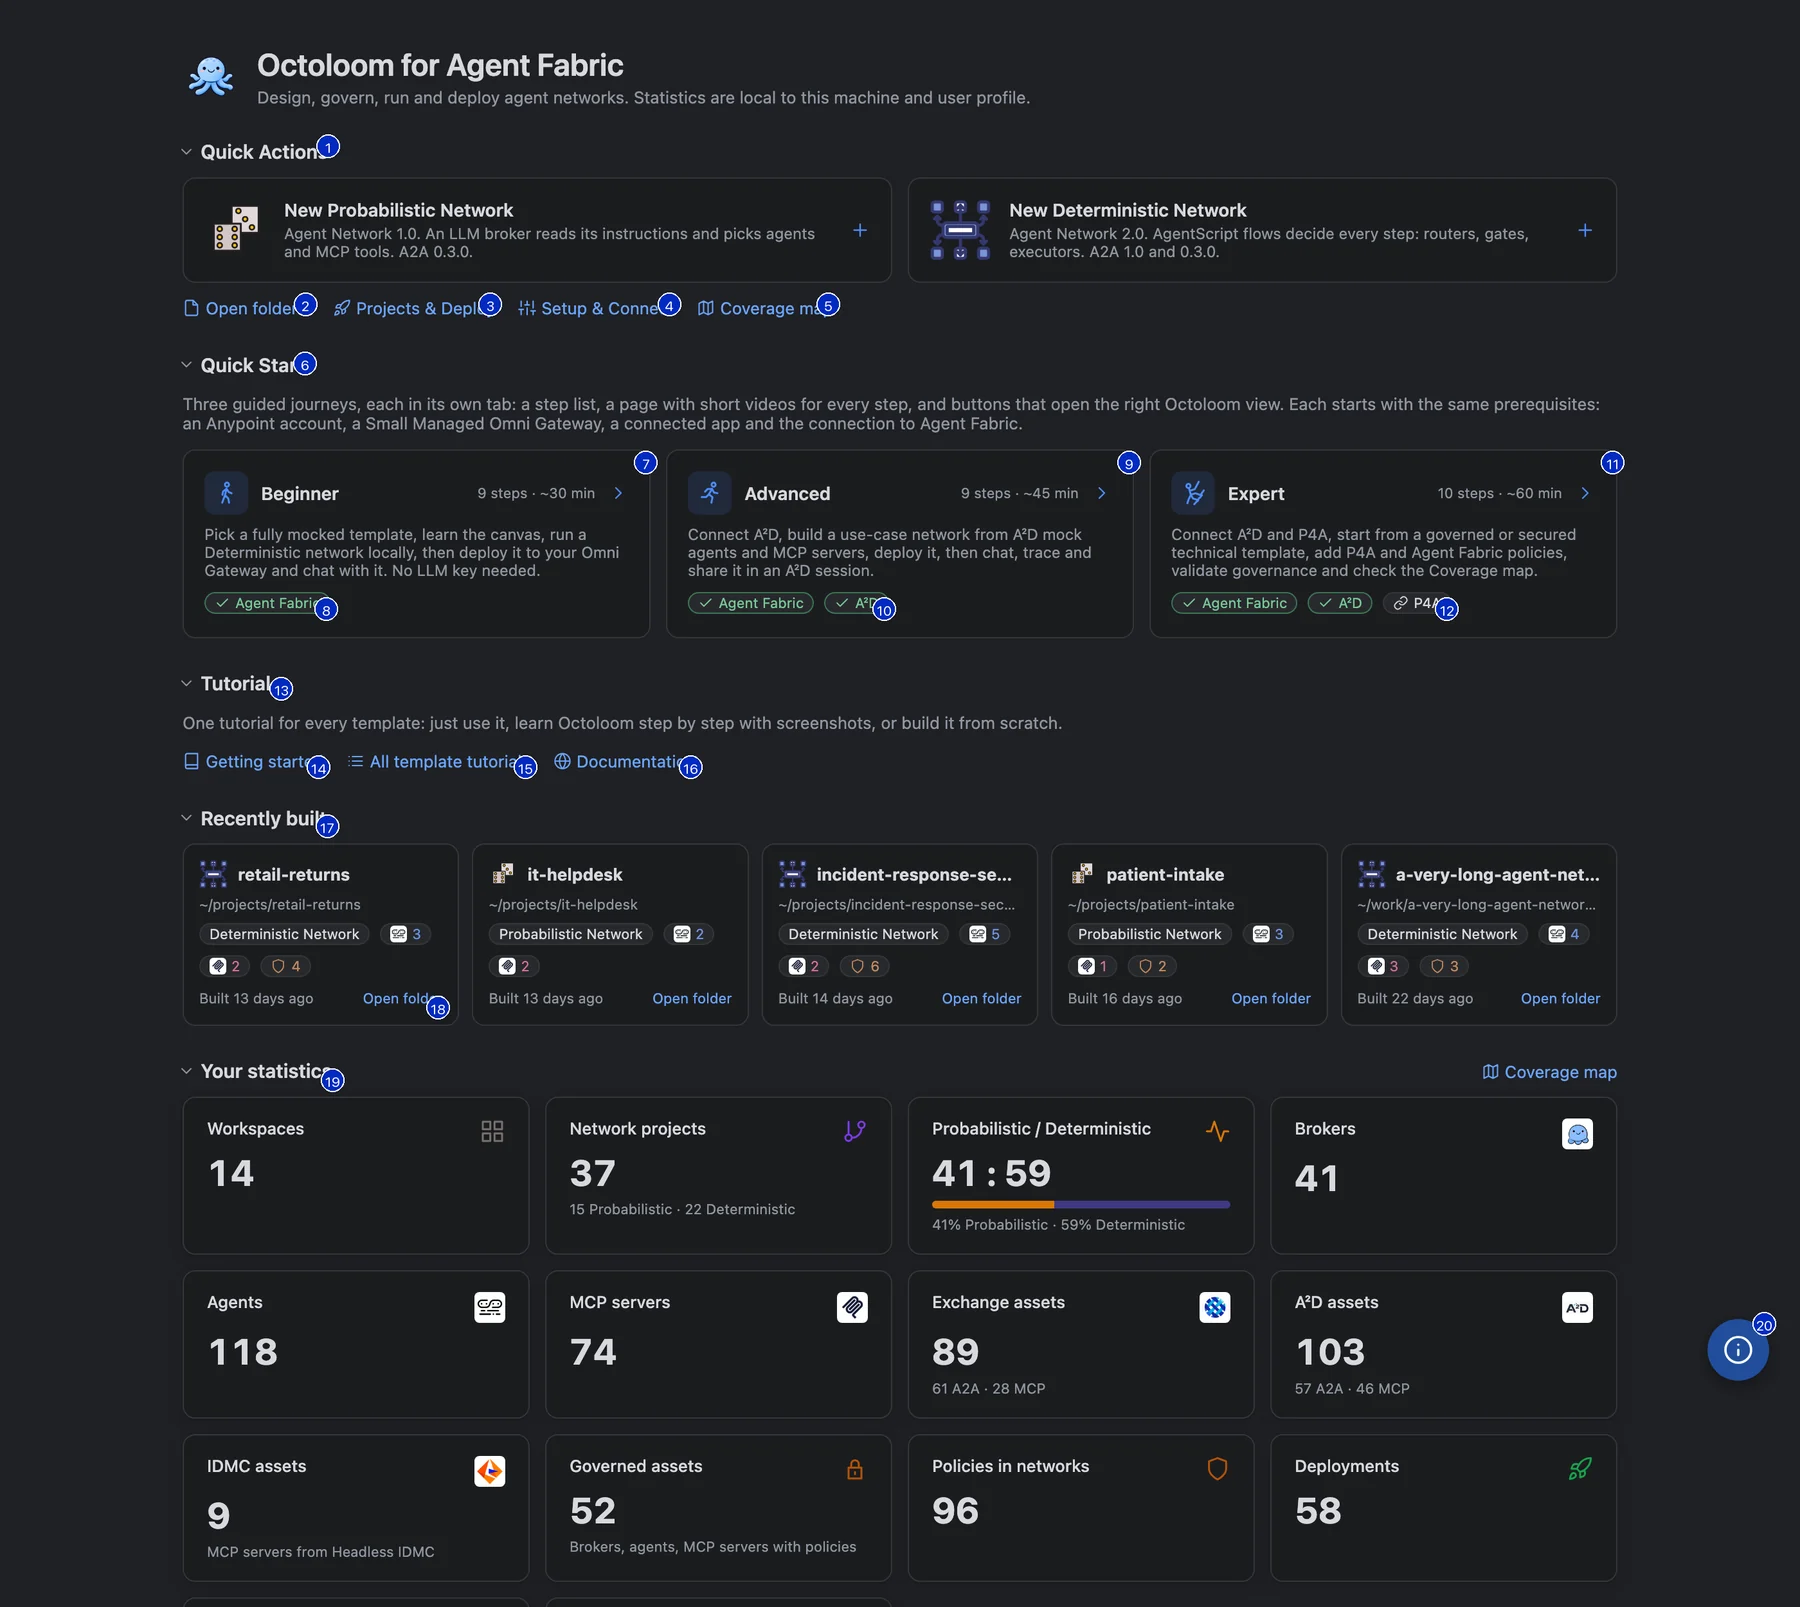 Octoloom for Agent Fabric
Design, govern, run and deploy agent networks. Statistics are local to this machine and user profile.
Quick Actions 1
New Probabilistic Network
Agent Network 1.0. An LLM broker reads its instructions and picks agents
and MCP tools. A2A 0.3.0.
New Deterministic Network
Agent Network 2.0. AgentScript flows decide every step: routers, gates,
executors. A2A 1.0 and 0.3.0.
Open folder 2 Projects & 3 Setup & 4 Coverage map 5
Quick 6
Three guided journeys, each in its own tab: a step list, a page with short videos for every step, and buttons that open the right Octoloom view. Each starts with the same prerequisites:
an Anypoint account, a Small Managed Omni Gateway, a connected app and the connection to Agent Fabric.
7
Beginner 9 steps · ~30 min
Pick a fully mocked template, learn the canvas, run a
Deterministic network locally, then deploy it to your Omni
Gateway and chat with it. No LLM key needed.
Agent Fabric 8
9
Advanced 9 steps · ~45 min
Connect A²D, build a use-case network from A²D mock
agents and MCP servers, deploy it, then chat, trace and
share it in an A²D session.
Agent Fabric A²D 10
11
Expert 10 steps · ~60 min
Connect A²D and P4A, start from a governed or secured
technical template, add P4A and Agent Fabric policies,
validate governance and check the Coverage map.
Agent Fabric A²D P4A 12
13
One tutorial for every template: just use it, learn Octoloom step by step with screenshots, or build it from scratch.
Getting started 14 All template tutorials 15 Documentation 16
Recently built 17
retail-returns
~/projects/retail-returns
Deterministic Network 3
2 4
Built 13 days ago Open folder 18
it-helpdesk
~/projects/it-helpdesk
Probabilistic Network 2
2
Built 13 days ago Open folder
incident-response-se...
~/projects/incident-response-sec...
Deterministic Network 5
2 6
Built 14 days ago Open folder
patient-intake
~/projects/patient-intake
Probabilistic Network 3
1 2
Built 16 days ago Open folder
a-very-long-agent-net...
~/work/a-very-long-agent-networ...
Deterministic Network 4
3 3
Built 22 days ago Open folder
Your statistics 19 Coverage map
Workspaces
14
Network projects
37
15 Probabilistic · 22 Deterministic
Probabilistic / Deterministic
41 : 59
41% Probabilistic · 59% Deterministic
Brokers
41
Agents
118
MCP servers
74
Exchange assets
89
61 A2A · 28 MCP
A²D assets
A²D
103
57 A2A · 46 MCP
20
IDMC assets
9
MCP servers from Headless IDMC
Governed assets
52
Brokers, agents, MCP servers with policies
Policies in networks
96
Deployments
58